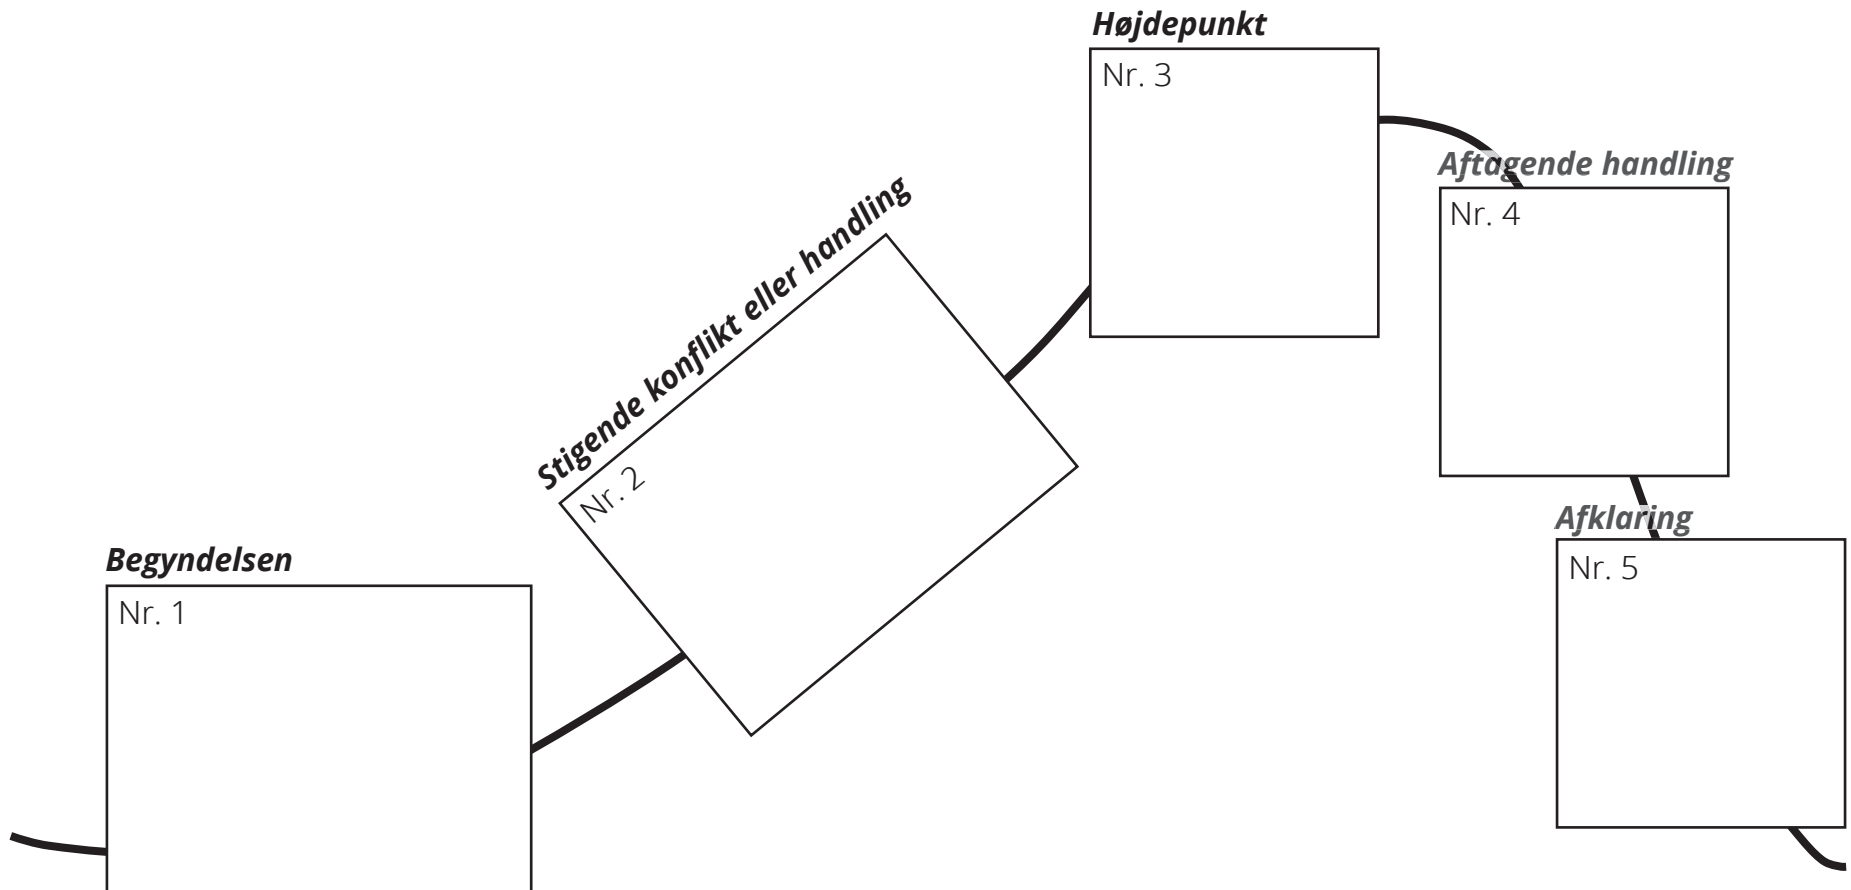 Begyndelsen
Nr. 1
Stigende konflikt eller handling
Nr. 2
Højdepunkt
Nr. 3
Aftagende handling
Nr. 4
Afklaring
Nr. 5